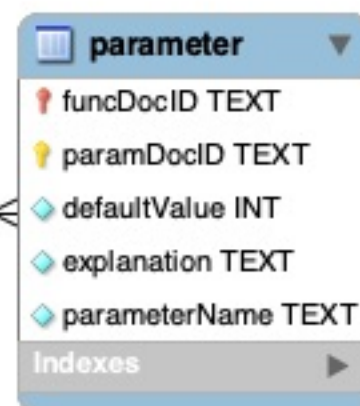 parameter
funcDocID TEXT
paramDocID TEXT
defaultValue INT
explanation TEXT
parameterName TEXT
Indexes